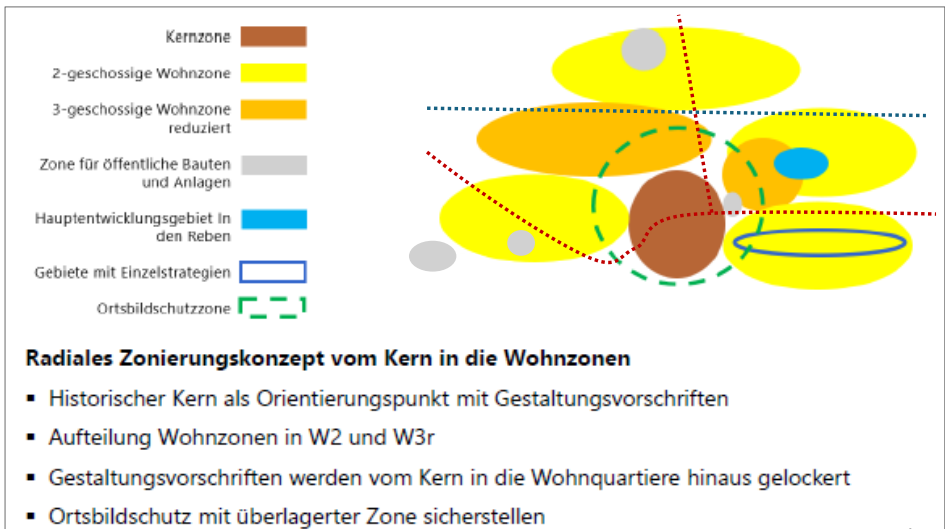 Kernzone
2-geschossige Wohnzone
3-geschossige Wohnzone
reduziert
Zone für öffentliche Bauten
und Anlagen
Hauptentwicklungsgebiet In
den Reben
Gebiete mit Einzelstrategien
Ortsbildschutzzone
Radiales Zonierungskonzept vom Kern in die Wohnzonen
▪ Historischer Kern als Orientierungspunkt mit Gestaltungsvorschriften
▪ Aufteilung Wohnzonen in W2 und W3r
▪ Gestaltungsvorschriften werden vom Kern in die Wohnquartiere hinaus gelockert
▪ Ortsbildschutz mit überlagerter Zone sicherstellen